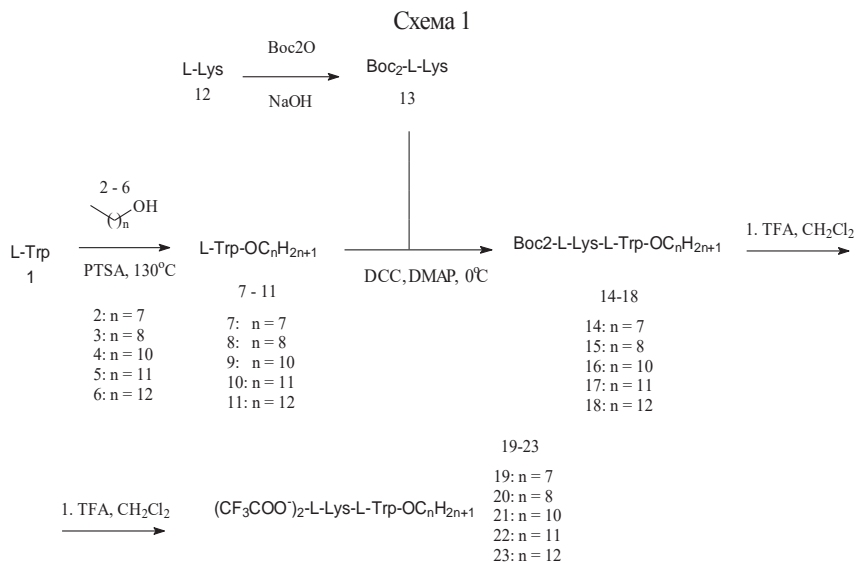 Схема 1
Boc2O
L-Lys
12
NaOH
Boc2-L-Lys
13
2 - 6
OH
( )n
L-Trp
1
PTSA, 130°C
2: n = 7
3: n = 8
4: n = 10
5: n = 11
6: n = 12
L-Trp-OCnH2n+1
7 - 11
7: n = 7
8: n = 8
9: n = 10
10: n = 11
11: n = 12
DCC, DMAP, 0°C
Boc2-L-Lys-L-Trp-OCnH2n+1
14-18
14: n = 7
15: n = 8
16: n = 10
17: n = 11
18: n = 12
1. TFA, CH2Cl2
1. TFA, CH2Cl2
(CF3COO-)2-L-Lys-L-Trp-OCnH2n+1
19-23
19: n = 7
20: n = 8
21: n = 10
22: n = 11
23: n = 12